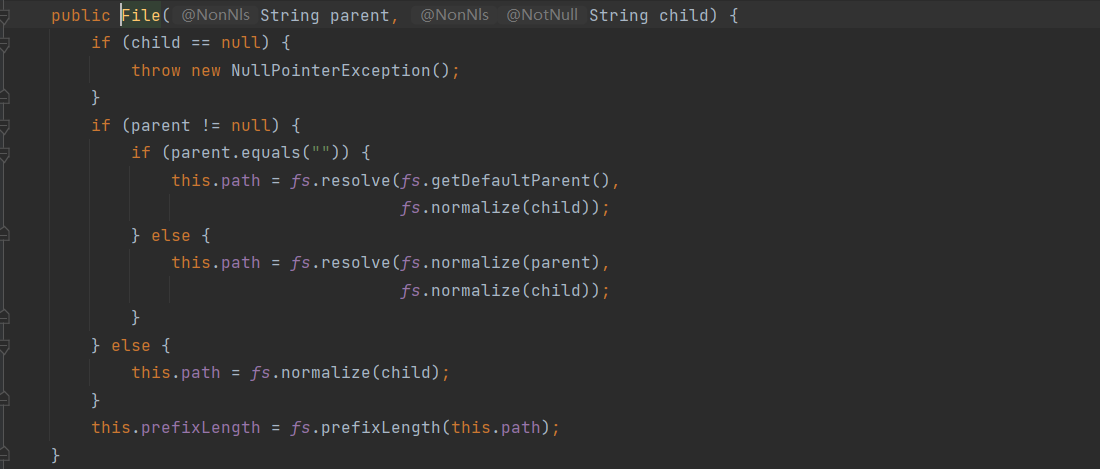 public File( @NonNls String parent, @NonNls @NotNull String child) {
if (child == null) {
throw new NullPointerException();
}
if (parent != null) {
if (parent.equals("")) {
this.path = fs.resolve(fs.getDefaultParent(),
fs.normalize(child));
} else {
this.path = fs.resolve(fs.normalize(parent),
fs.normalize(child));
}
} else {
this.path = fs.normalize(child);
}
this.prefixLength = fs.prefixLength(this.path);
}